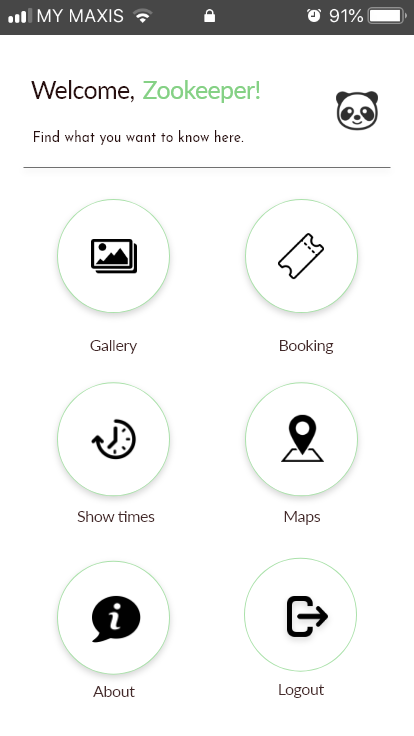 MY MAXIS 91%
Welcome, Zookeeper!
Find what you want to know here.
Gallery Booking
Show times Maps
About Logout